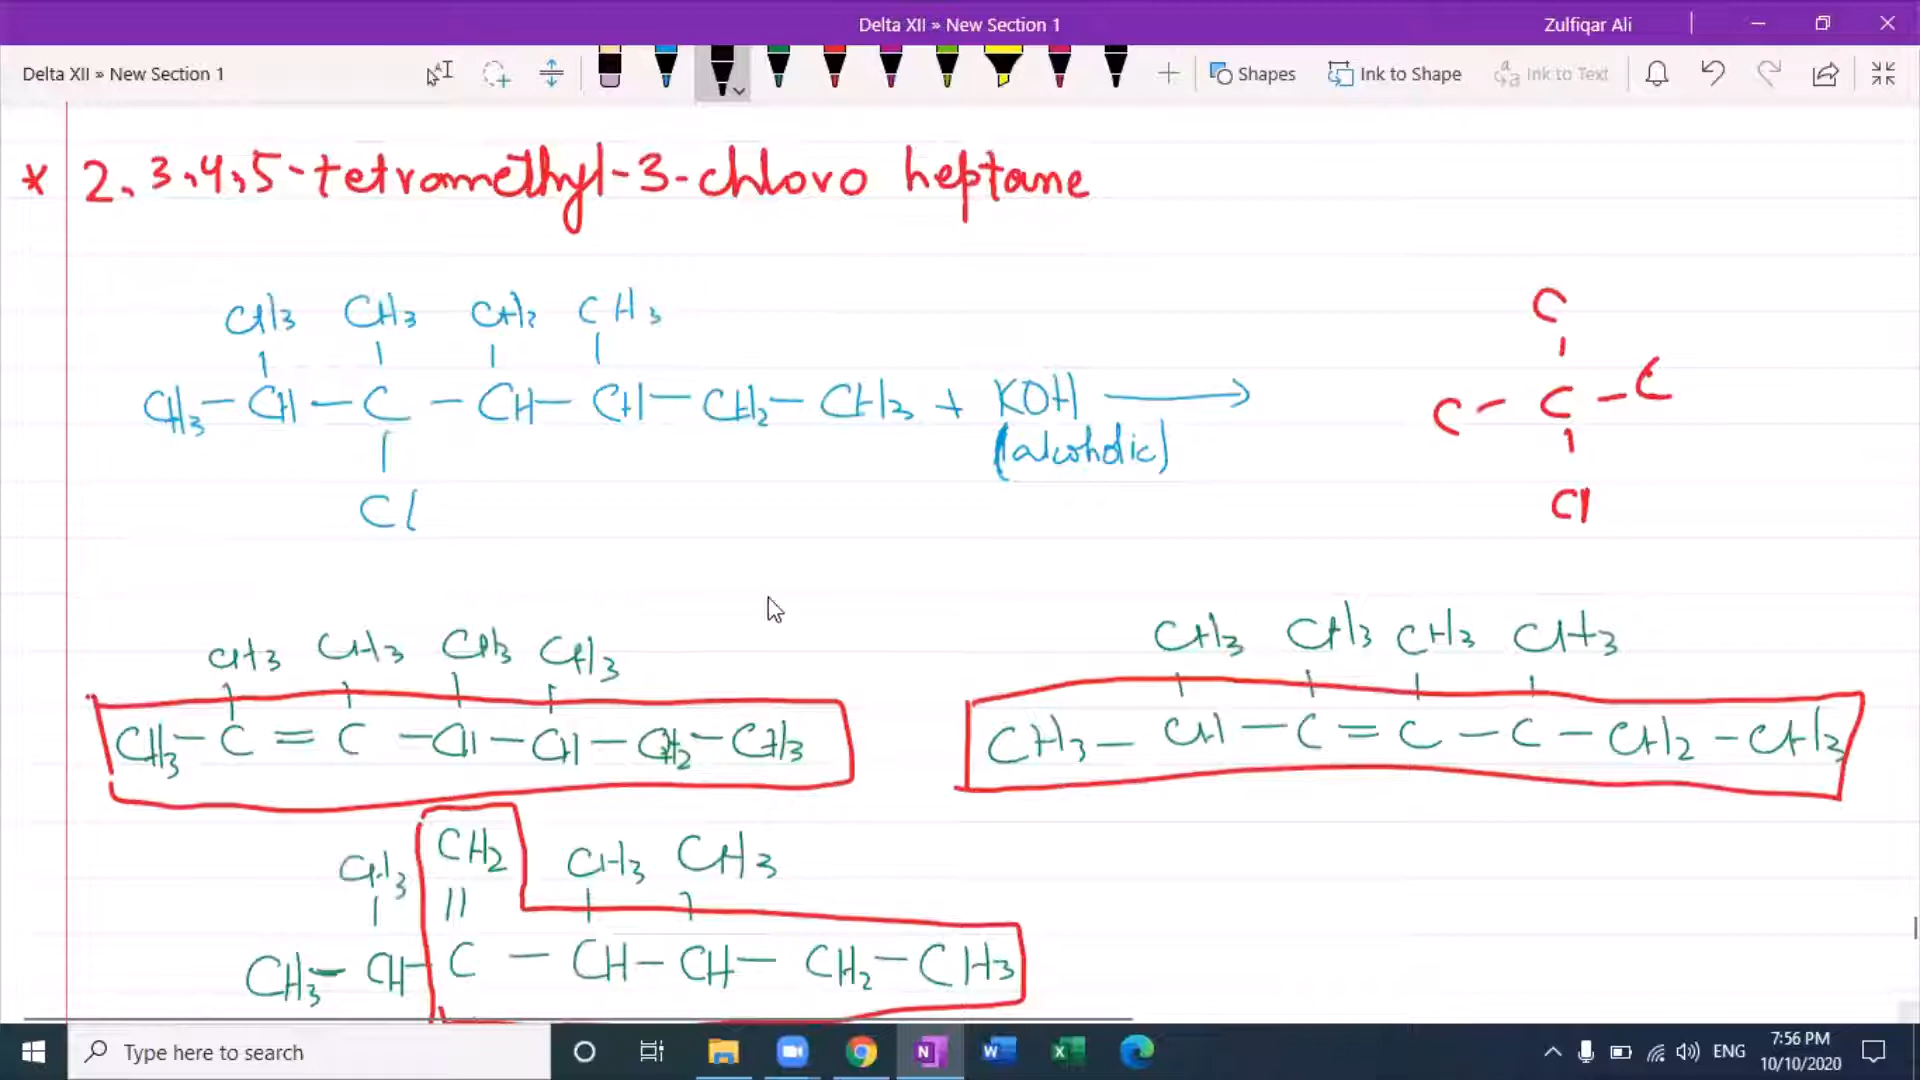 Delta XII » New Section 1
Zulfiqar Ali
Delta XII » New Section 1
Shapes
Ink to Shape
Ink to Text
* 2,3,4,5-tetramethyl-3-chloro heptane
CH3 CH3 CH3 CH3
CH3 – CH – C – CH – CH – CH2 – CH3 + KOH →
(alcoholic)
Cl
C
C – C – C
Cl
CH3 CH3 CH3 CH3
CH3 – C = C – CH – CH – CH2 – CH3
CH3 CH3 CH3 CH3
CH3 – CH – C = C – C – CH2 – CH3
CH3 CH2 CH3 CH3
CH3 – CH – C – CH – CH – CH2 – CH3
Type here to search
ENG
7:56 PM
10/10/2020